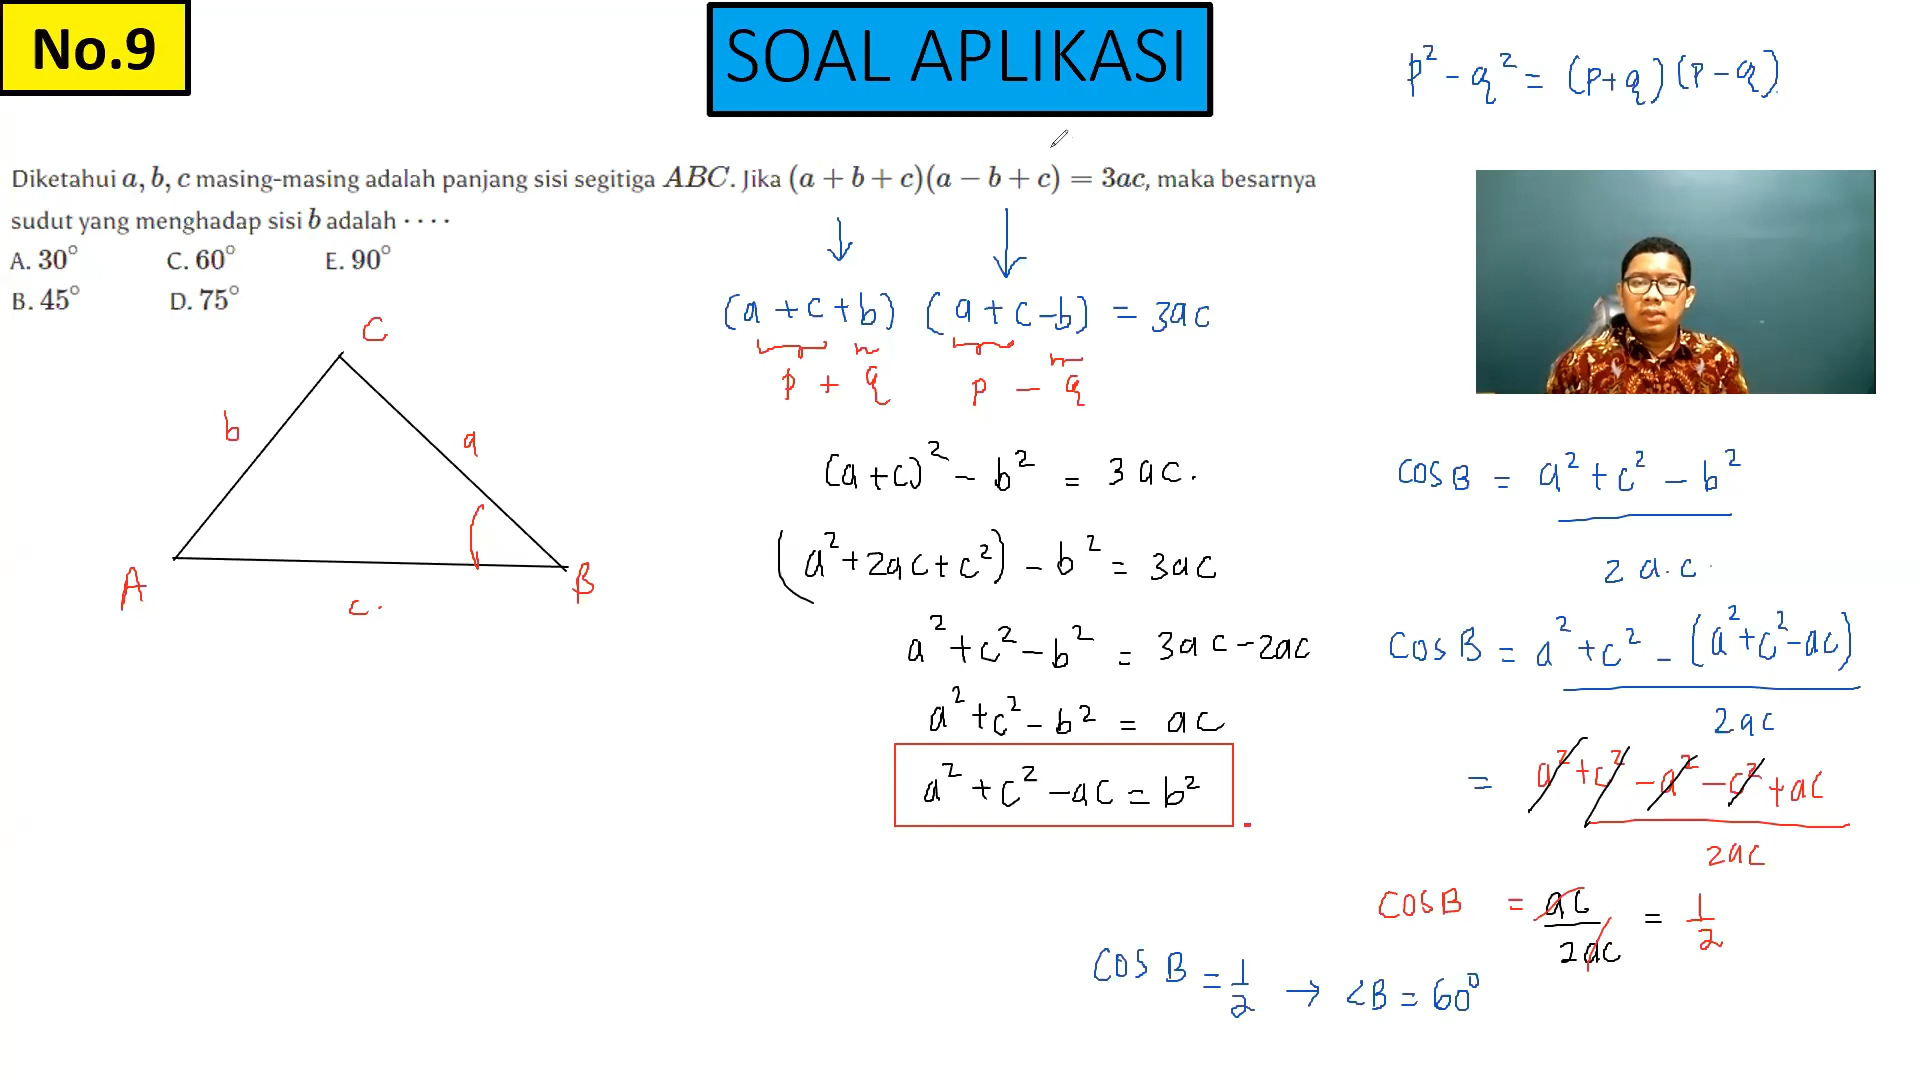 No.9
SOAL APLIKASI
p² - q² = (p+q)(p-q)
Diketahui a, b, c masing-masing adalah panjang sisi segitiga ABC. Jika (a + b + c)(a − b + c) = 3ac, maka besarnya
sudut yang menghadap sisi b adalah ····
A. 30° C. 60° E. 90°
B. 45° D. 75°
C
b
a
A
B
c.
(a + c + b) (a + c - b) = 3ac
p + q p - q
(a+c)² - b² = 3ac.
(a² + 2ac + c²) - b² = 3ac
a² + c² - b² = 3ac - 2ac
a² + c² - b² = ac
a² + c² - ac = b²
cos B = a² + c² - b²
2 a.c.
cos B = a² + c² - (a² + c² - ac)
2ac
= a² + c² - a² - c² + ac
2ac
cos B = ac = 1
2ac 2
cos B = 1 → ∠B = 60°
2